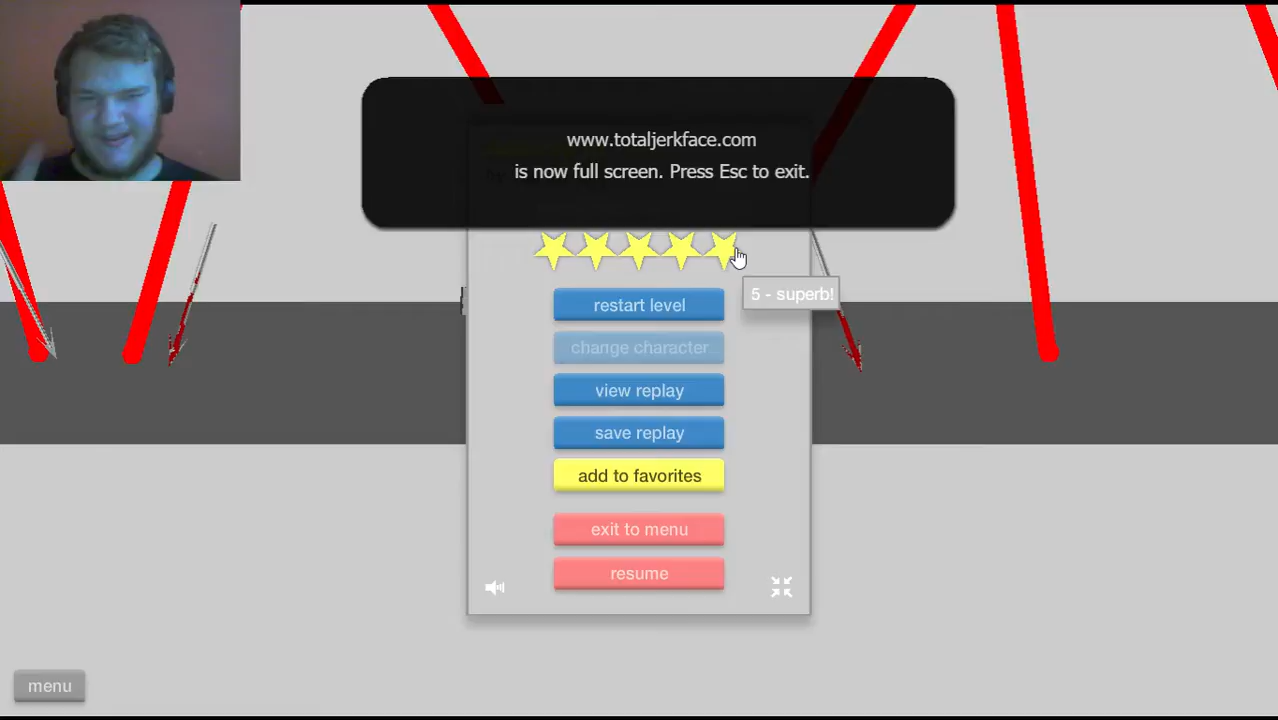 www.totaljerkface.com
is now full screen. Press Esc to exit.
5 - superb!
restart level
change character
view replay
save replay
add to favorites
exit to menu
resume
menu